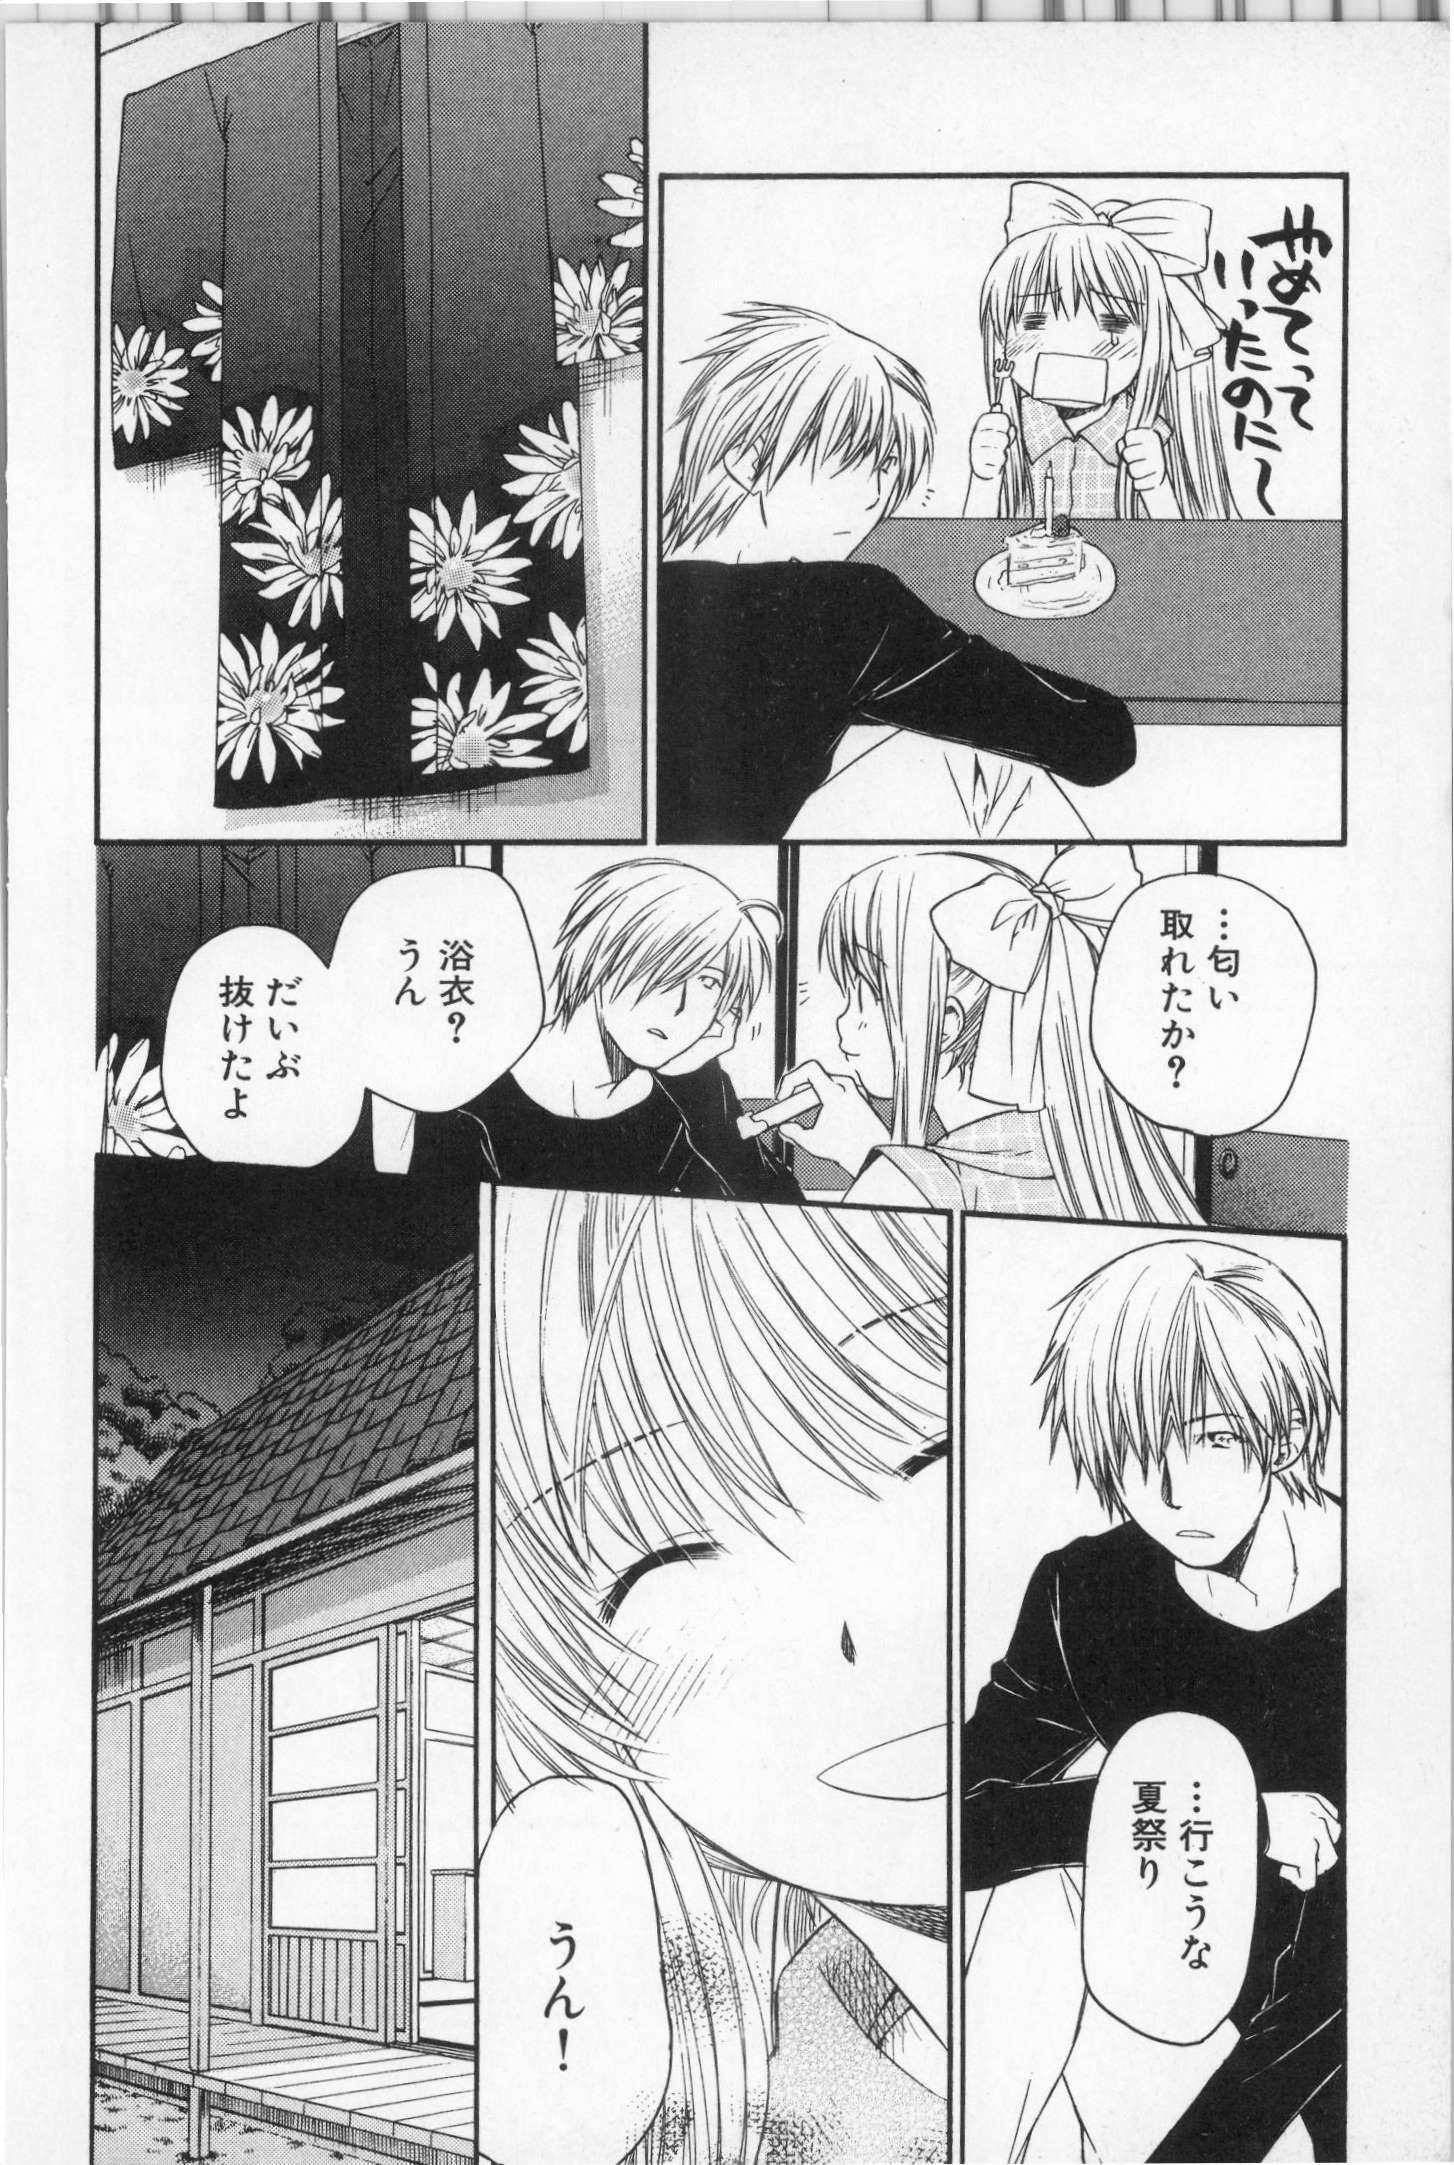 やめてって
いったのに〜
…匂い
取れたか?
浴衣?
うん
だいぶ
抜けたよ
…行こうな
夏祭り
うん!